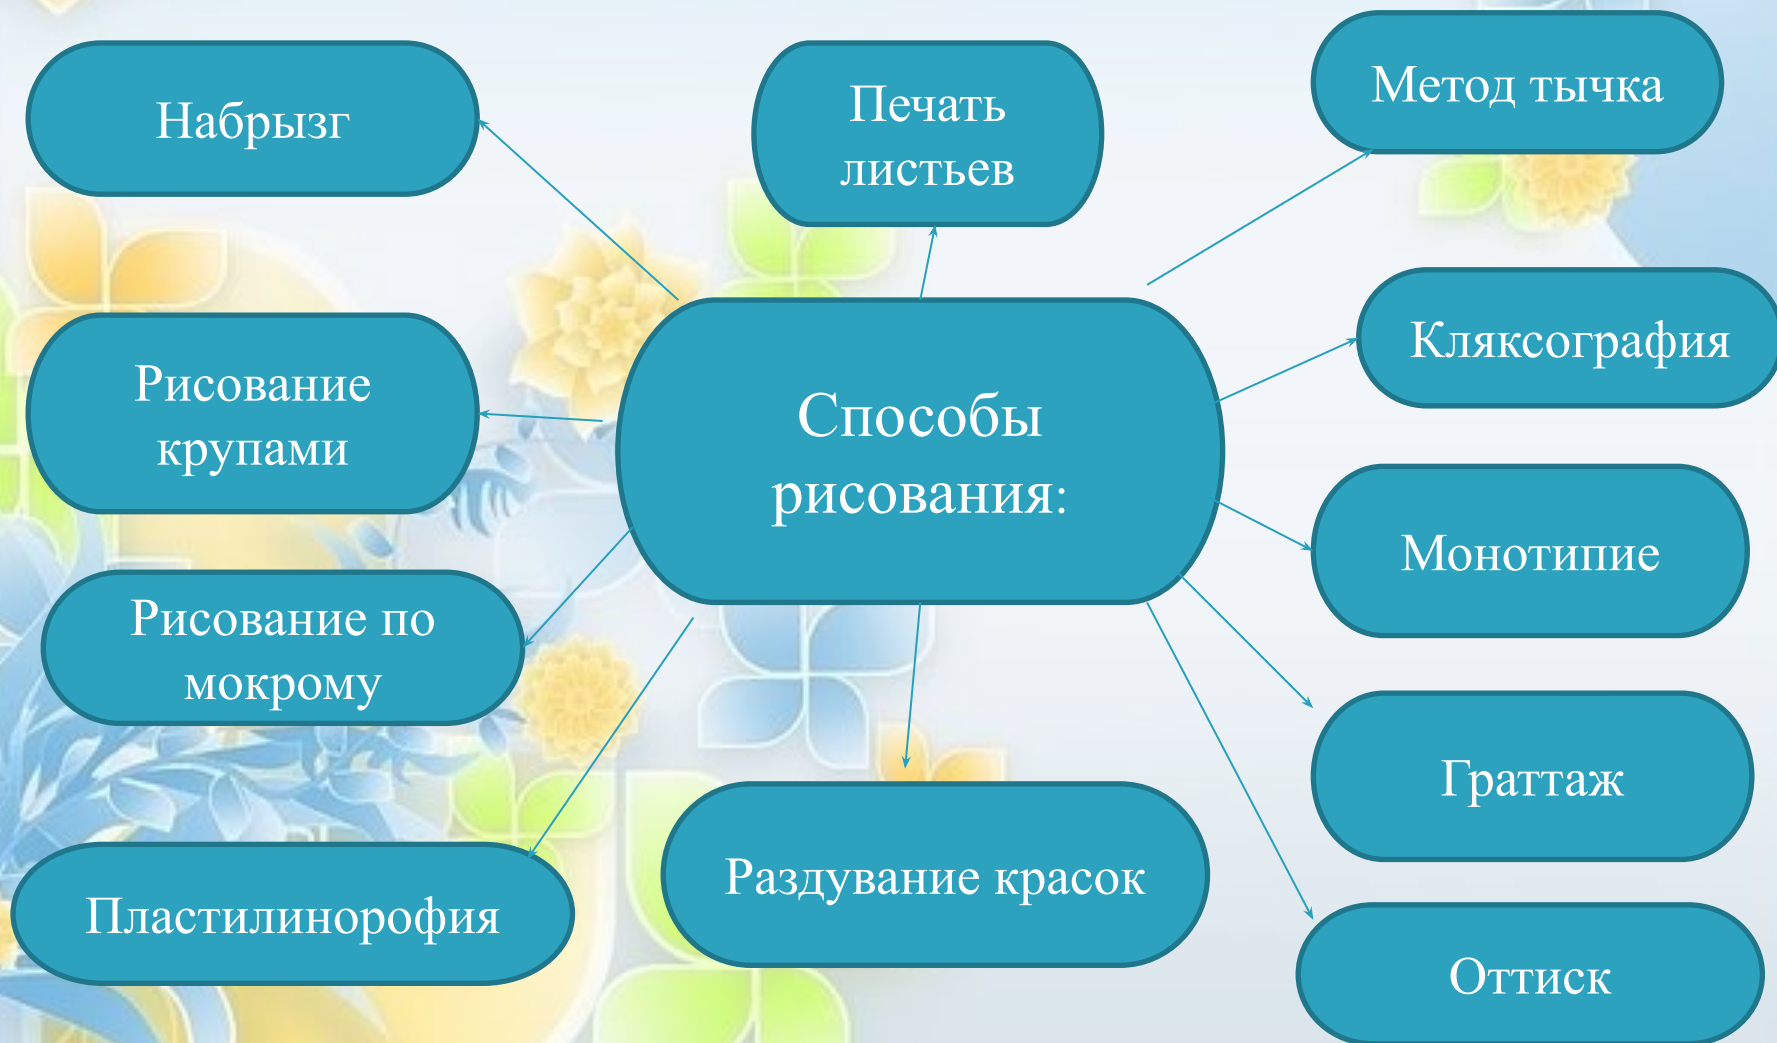 Набрызг
Печать
листьев
Метод тычка
Рисование
крупами
Способы
рисования:
Кляксография
Монотипие
Рисование по
мокрому
Граттаж
Пластилинорофия
Раздувание красок
Оттиск